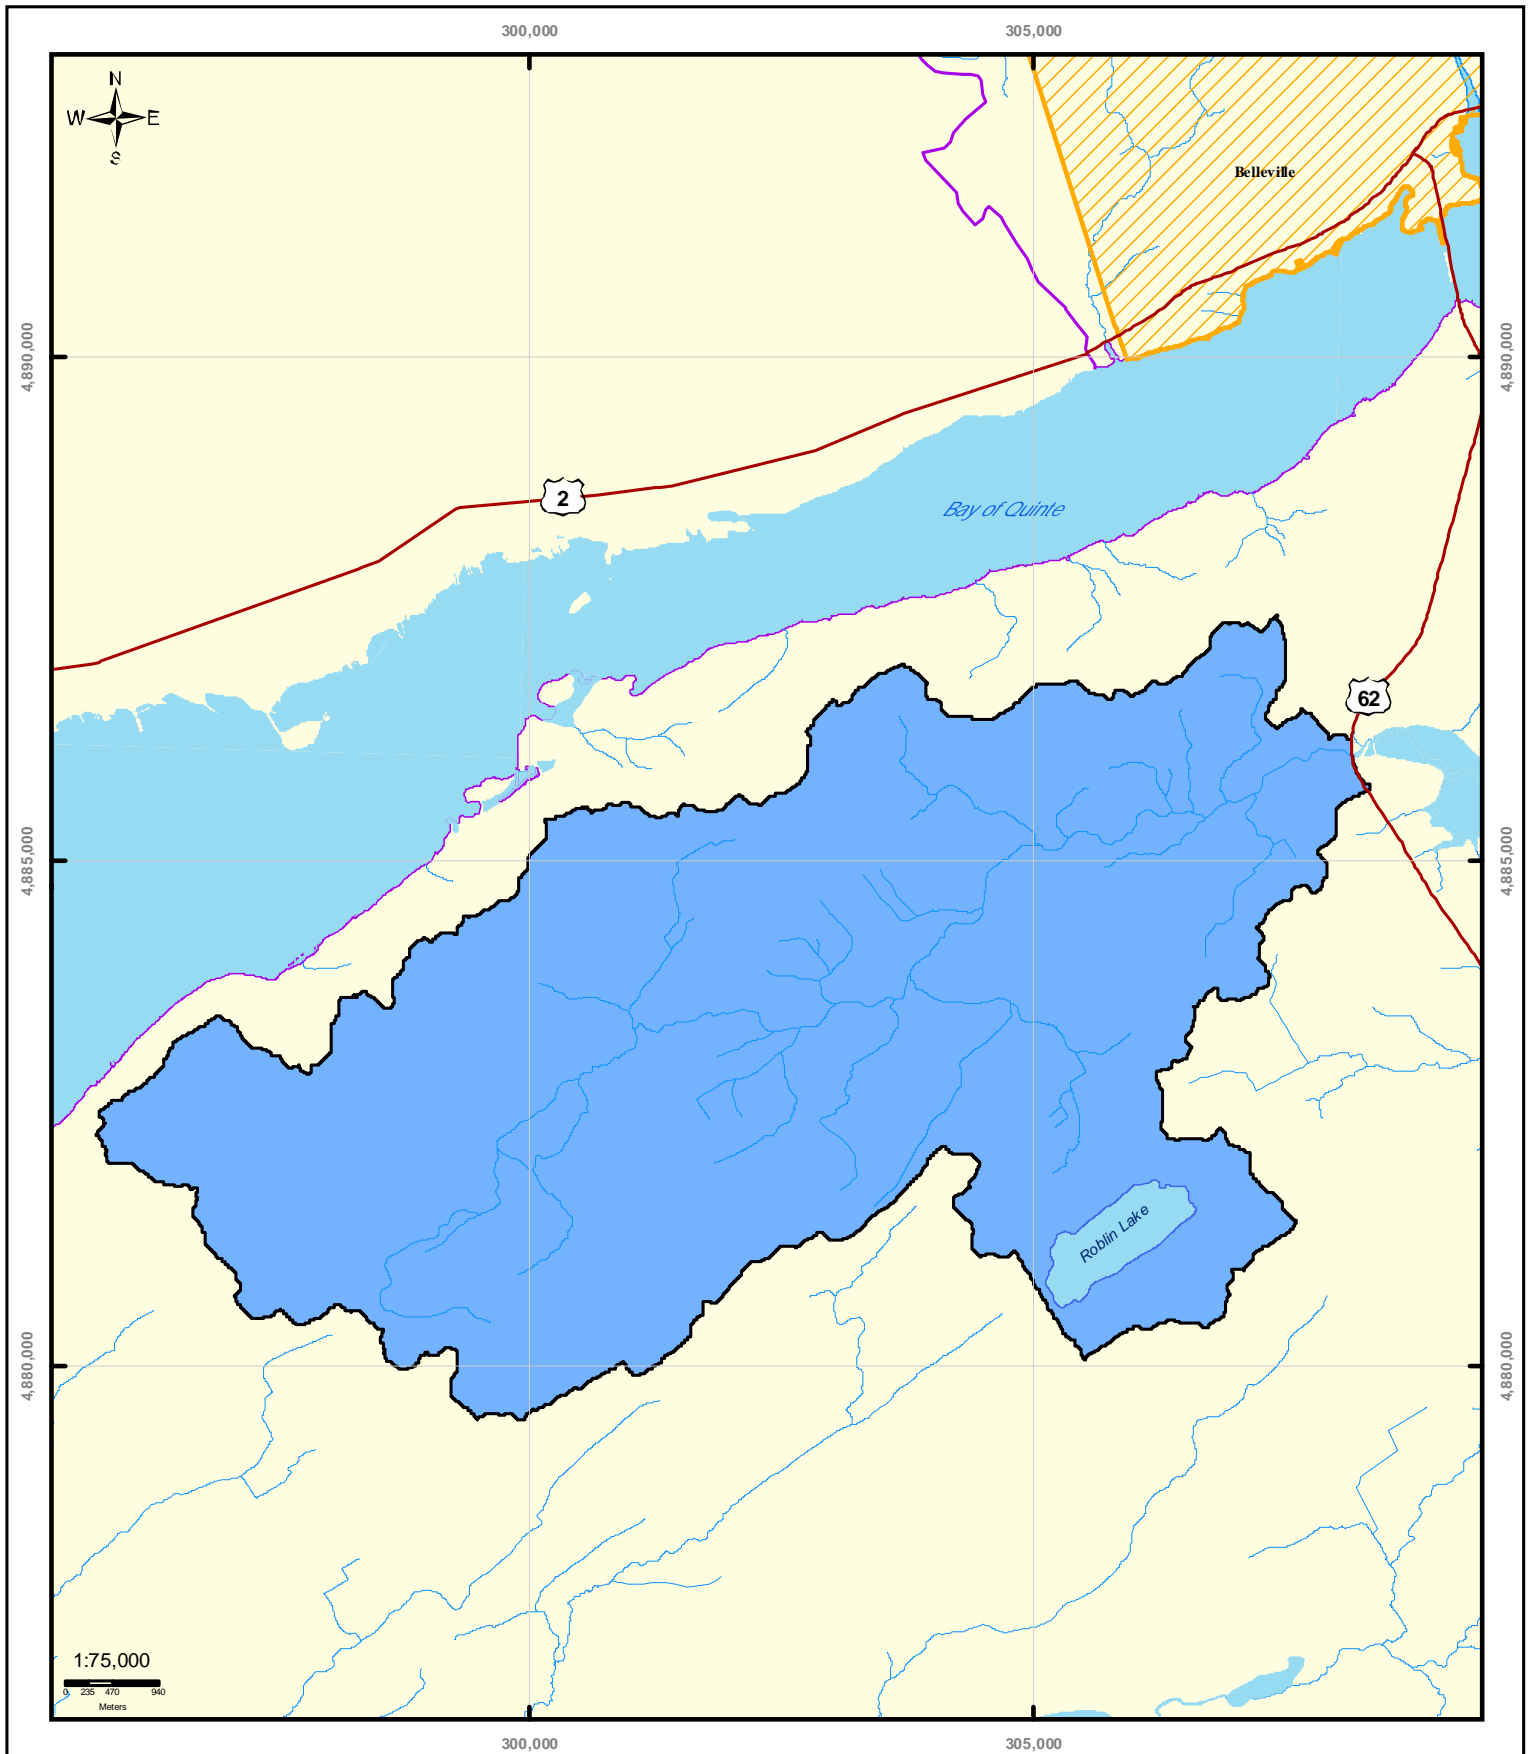 300,000 305,000
N
W E
S
Belleville
4,890,000 4,890,000
2
Bay of Quinte
62
4,885,000 4,885,000
Roblin Lake
4,880,000 4,880,000
1:75,000
0 235 470 940
Meters
300,000 305,000